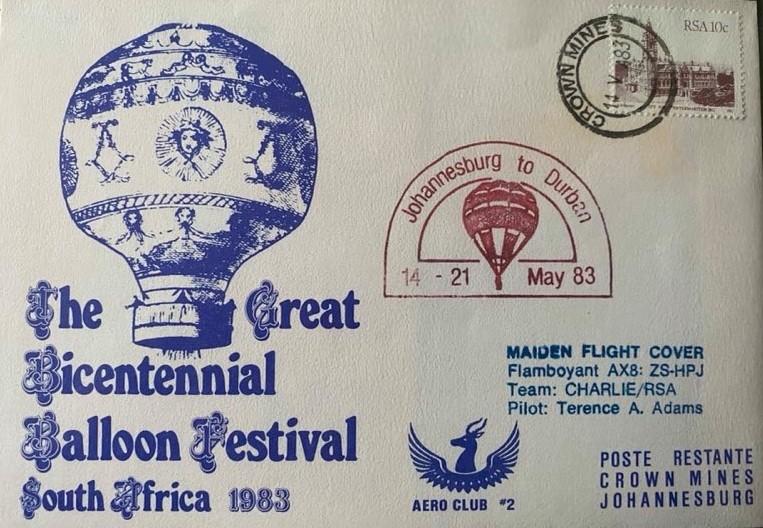 RSA 10c
CROWN MINES
Johannesburg to Durban
14 - 21 May 83
The Great
Bicentennial
Balloon Festival
South Africa 1983
MAIDEN FLIGHT COVER
Flamboyant AX8: ZS-HPJ
Team: CHARLIE/RSA
Pilot: Terence A. Adams
AERO CLUB #2
POSTE RESTANTE
CROWN MINES
JOHANNESBURG